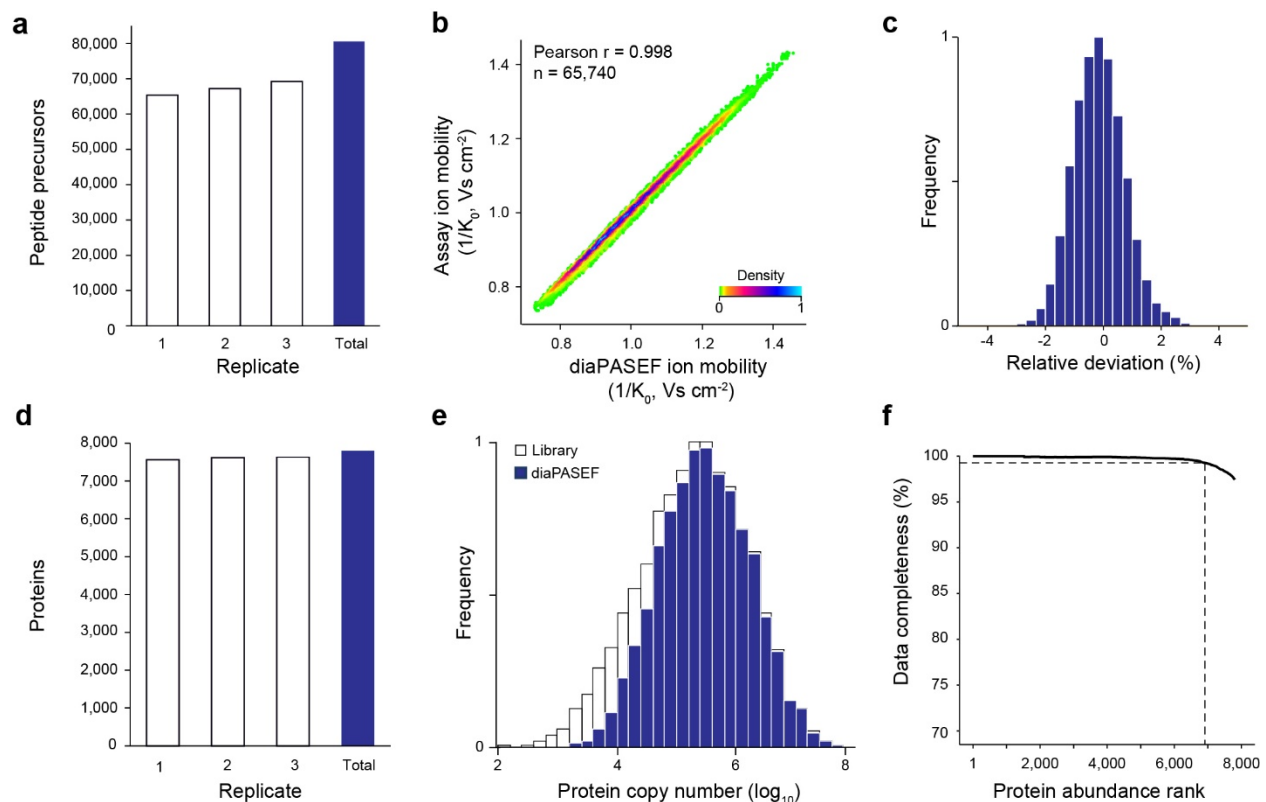 a
80,000
70,000
60,000
50,000
40,000
30,000
20,000
10,000
0
Peptide precursors
1 2 3 Total
Replicate
b
Pearson r = 0.998
n = 65,740
1.4
1.2
1.0
0.8
Assay ion mobility
(1/K₀, Vs cm⁻²)
Density
0 1
0.8 1.0 1.2 1.4
diaPASEF ion mobility
(1/K₀, Vs cm⁻²)
c
1
0
Frequency
-4 -2 0 2 4
Relative deviation (%)
d
8,000
7,000
6,000
5,000
4,000
3,000
2,000
1,000
0
Proteins
1 2 3 Total
Replicate
e
1
0
Frequency
Library
diaPASEF
2 4 6 8
Protein copy number (log₁₀)
f
100
95
90
85
80
75
70
Data completeness (%)
1 2,000 4,000 6,000 8,000
Protein abundance rank